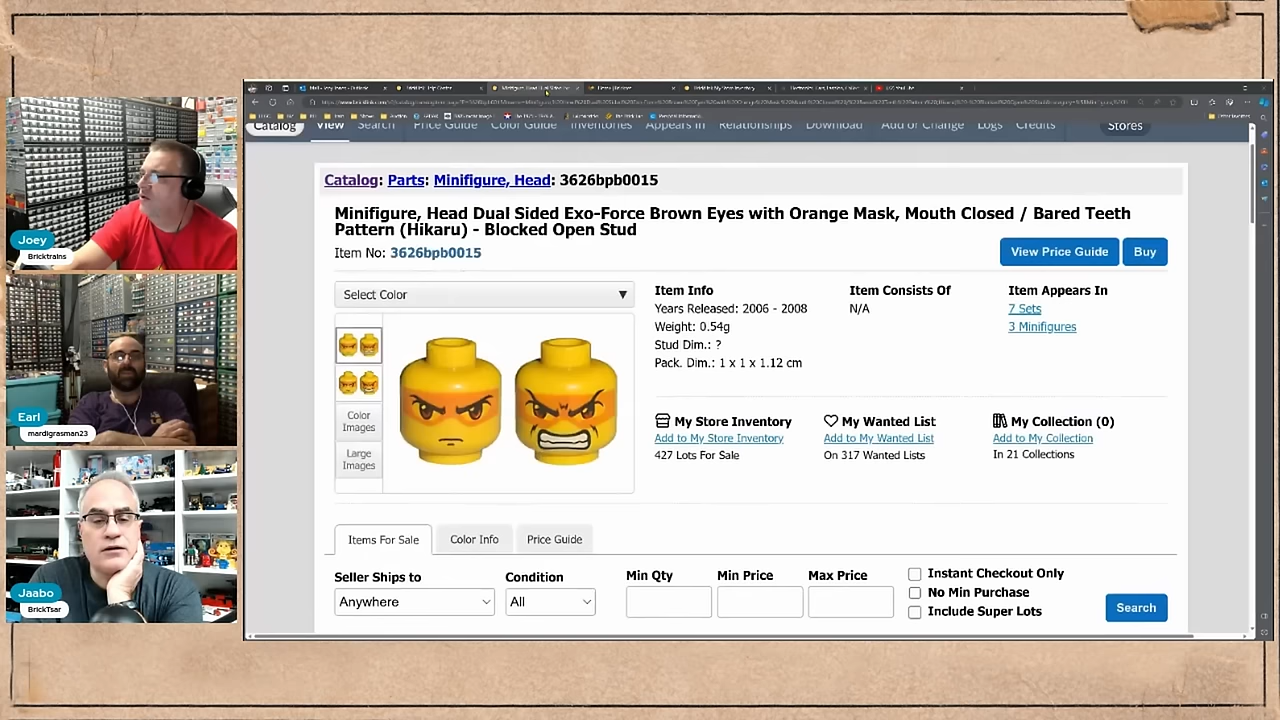 Joey
Bricktrains
Earl
mardigrasman23
Jaabo
BrickTsar
Catalog View Search Price Guide Color Guide Inventories Appears In Relationships
Stores
Catalog: Parts: Minifigure, Head: 3626bpb0015
Minifigure, Head Dual Sided Exo-Force Brown Eyes with Orange Mask, Mouth Closed / Bared Teeth
Pattern (Hikaru) - Blocked Open Stud
Item No: 3626bpb0015
View Price Guide
Buy
Select Color
Color
Images
Large
Images
Item Info
Years Released: 2006 - 2008
Weight: 0.54g
Stud Dim.: ?
Pack. Dim.: 1 x 1 x 1.12 cm
Item Consists Of
N/A
Item Appears In
7 Sets
3 Minifigures
My Store Inventory
Add to My Store Inventory
427 Lots For Sale
My Wanted List
Add to My Wanted List
On 317 Wanted Lists
My Collection (0)
Add to My Collection
In 21 Collections
Items For Sale
Color Info
Price Guide
Seller Ships to
Anywhere
Condition
All
Min Qty
Min Price
Max Price
Instant Checkout Only
No Min Purchase
Include Super Lots
Search